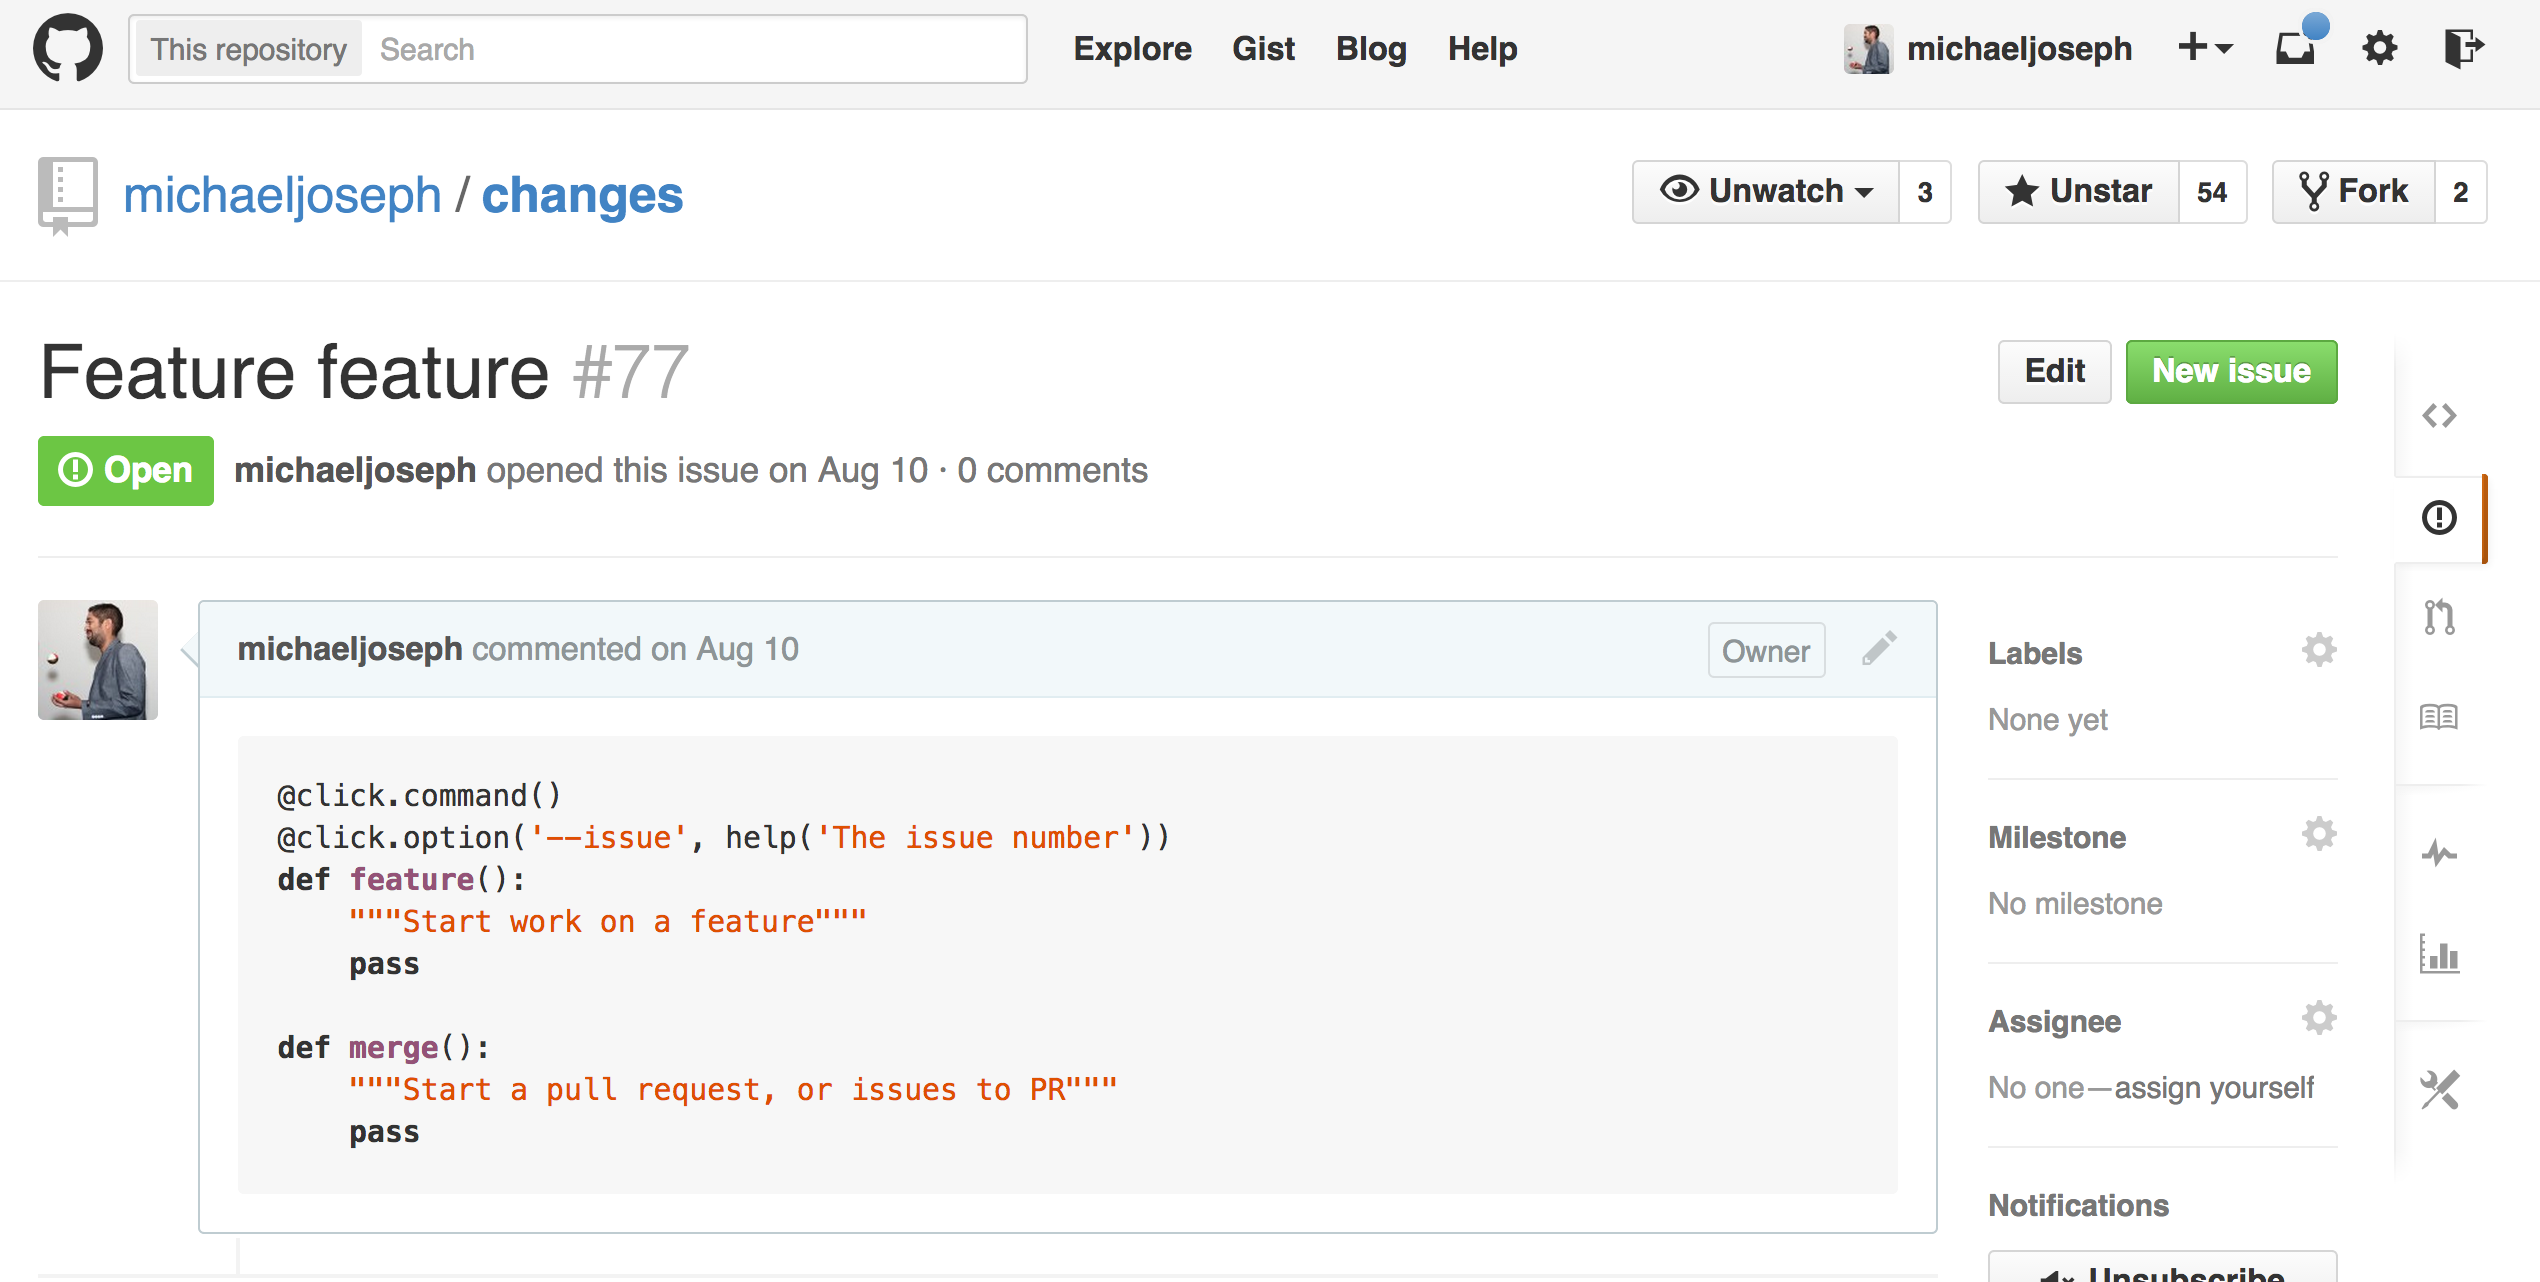 This repository Search Explore Gist Blog Help michaeljoseph
michaeljoseph / changes Unwatch 3 Unstar 54 Fork 2
Feature feature #77 Edit New issue
Open michaeljoseph opened this issue on Aug 10 · 0 comments
michaeljoseph commented on Aug 10 Owner
@click.command()
@click.option('--issue', help('The issue number'))
def feature():
    """Start work on a feature"""
    pass

def merge():
    """Start a pull request, or issues to PR"""
    pass
Labels
None yet
Milestone
No milestone
Assignee
No one—assign yourself
Notifications
Unsubscribe